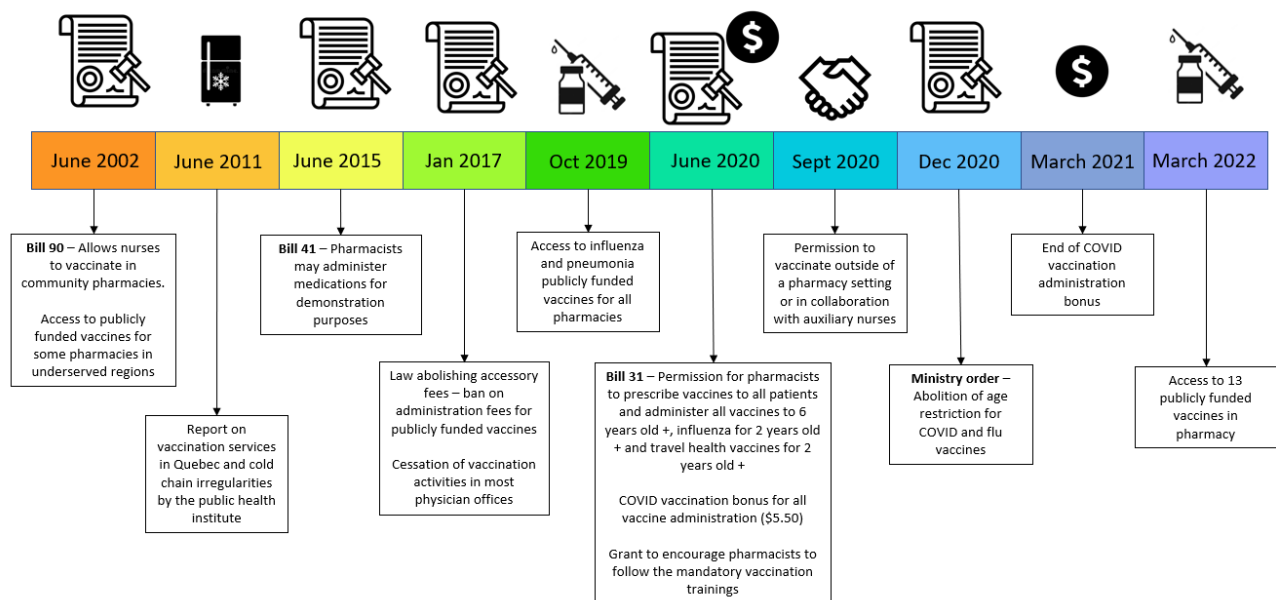 June 2002
June 2011
June 2015
Jan 2017
Oct 2019
June 2020
Sept 2020
Dec 2020
March 2021
March 2022
Bill 90 – Allows nurses
to vaccinate in
community pharmacies.
Access to publicly
funded vaccines for
some pharmacies in
underserved regions
Report on
vaccination services
in Quebec and cold
chain irregularities
by the public health
institute
Bill 41 – Pharmacists
may administer
medications for
demonstration
purposes
Law abolishing accessory
fees – ban on
administration fees for
publicly funded vaccines
Cessation of vaccination
activities in most
physician offices
Access to influenza
and pneumonia
publicly funded
vaccines for all
pharmacies
Bill 31 – Permission for pharmacists
to prescribe vaccines to all patients
and administer all vaccines to 6
years old +, influenza for 2 years old
+ and travel health vaccines for 2
years old +
COVID vaccination bonus for all
vaccine administration ($5.50)
Grant to encourage pharmacists to
follow the mandatory vaccination
trainings
Permission to
vaccinate outside of
a pharmacy setting
or in collaboration
with auxiliary nurses
Ministry order –
Abolition of age
restriction for
COVID and flu
vaccines
End of COVID
vaccination
administration
bonus
Access to 13
publicly funded
vaccines in
pharmacy